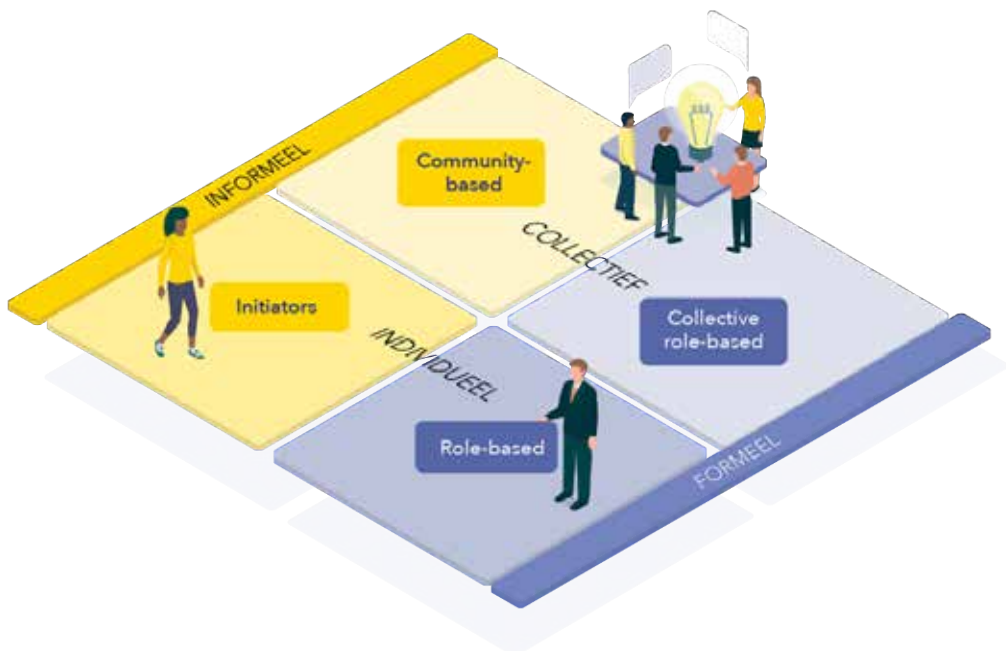 INFORMEEL
Community-
based
COLLECTIEF
Initiators
INDIVIDUEEL
Collective
role-based
Role-based
FORMEEL